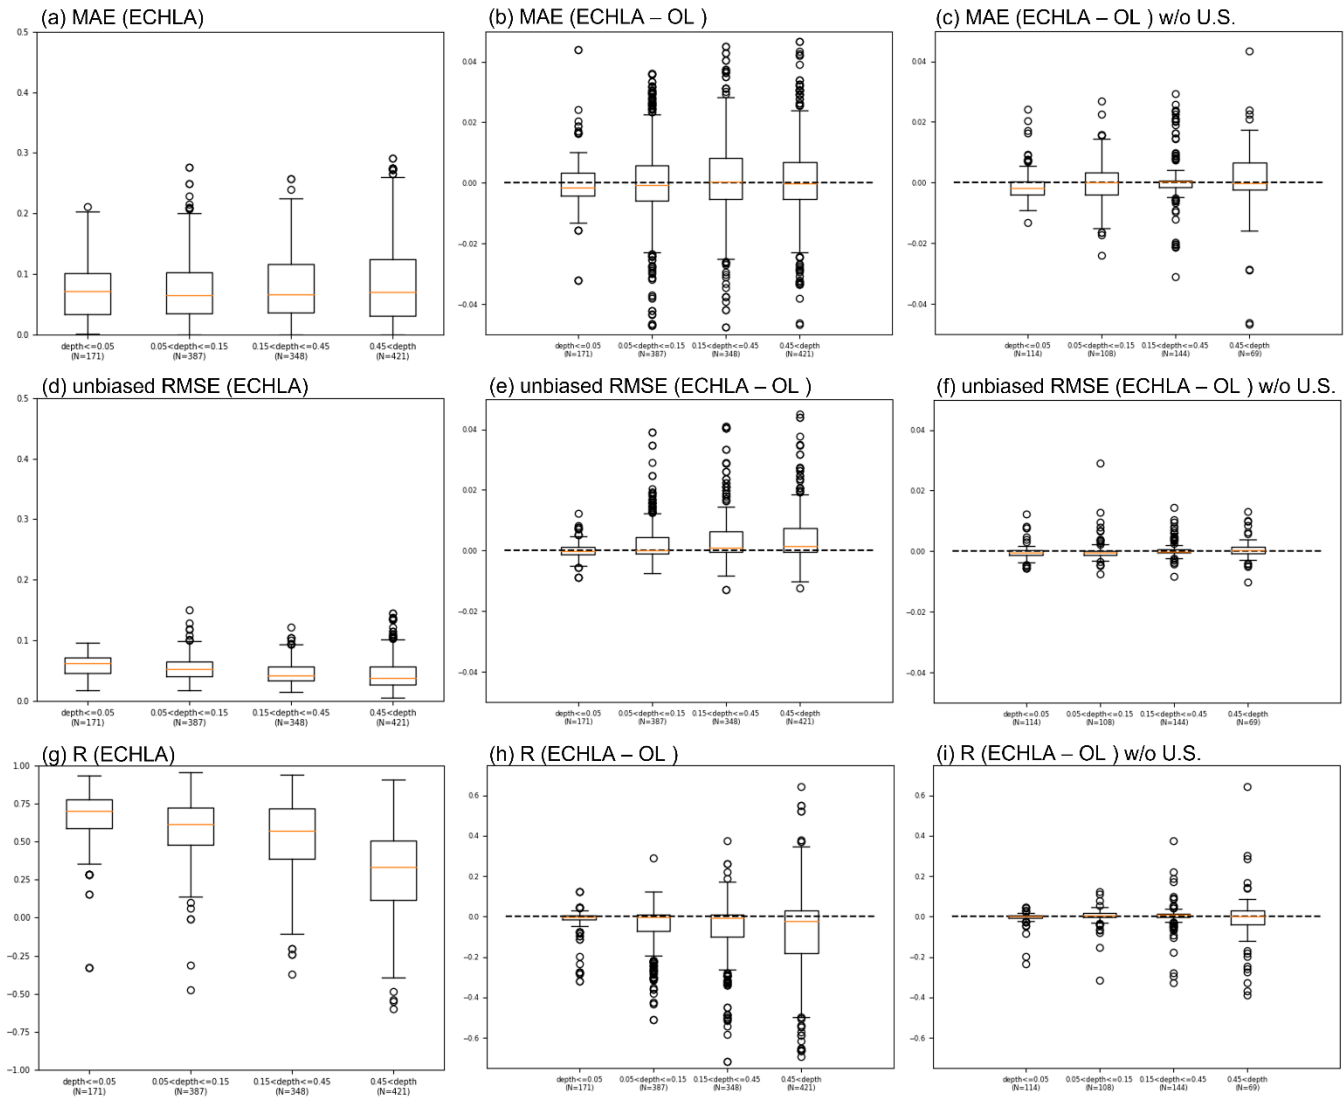 (a) MAE (ECHLA)
0.5
0.4
0.3
0.2
0.1
0.0
depth<=0.05 0.05<depth<=0.15 0.15<depth<=0.45 0.45<depth
(N=171) (N=387) (N=348) (N=421)
(b) MAE (ECHLA – OL )
0.04
0.02
0.00
−0.02
−0.04
depth<=0.05 0.05<depth<=0.15 0.15<depth<=0.45 0.45<depth
(N=171) (N=387) (N=348) (N=421)
(c) MAE (ECHLA – OL ) w/o U.S.
0.04
0.02
0.00
−0.02
−0.04
depth<=0.05 0.05<depth<=0.15 0.15<depth<=0.45 0.45<depth
(N=114) (N=108) (N=144) (N=69)
(d) unbiased RMSE (ECHLA)
0.5
0.4
0.3
0.2
0.1
0.0
depth<=0.05 0.05<depth<=0.15 0.15<depth<=0.45 0.45<depth
(N=171) (N=387) (N=348) (N=421)
(e) unbiased RMSE (ECHLA – OL )
0.04
0.02
0.00
−0.02
−0.04
depth<=0.05 0.05<depth<=0.15 0.15<depth<=0.45 0.45<depth
(N=171) (N=387) (N=348) (N=421)
(f) unbiased RMSE (ECHLA – OL ) w/o U.S.
0.04
0.02
0.00
−0.02
−0.04
depth<=0.05 0.05<depth<=0.15 0.15<depth<=0.45 0.45<depth
(N=114) (N=108) (N=144) (N=69)
(g) R (ECHLA)
1.00
0.75
0.50
0.25
0.00
−0.25
−0.50
−0.75
−1.00
depth<=0.05 0.05<depth<=0.15 0.15<depth<=0.45 0.45<depth
(N=171) (N=387) (N=348) (N=421)
(h) R (ECHLA – OL )
0.6
0.4
0.2
0.0
−0.2
−0.4
−0.6
depth<=0.05 0.05<depth<=0.15 0.15<depth<=0.45 0.45<depth
(N=171) (N=387) (N=348) (N=421)
(i) R (ECHLA – OL ) w/o U.S.
0.6
0.4
0.2
0.0
−0.2
−0.4
−0.6
depth<=0.05 0.05<depth<=0.15 0.15<depth<=0.45 0.45<depth
(N=114) (N=108) (N=144) (N=69)